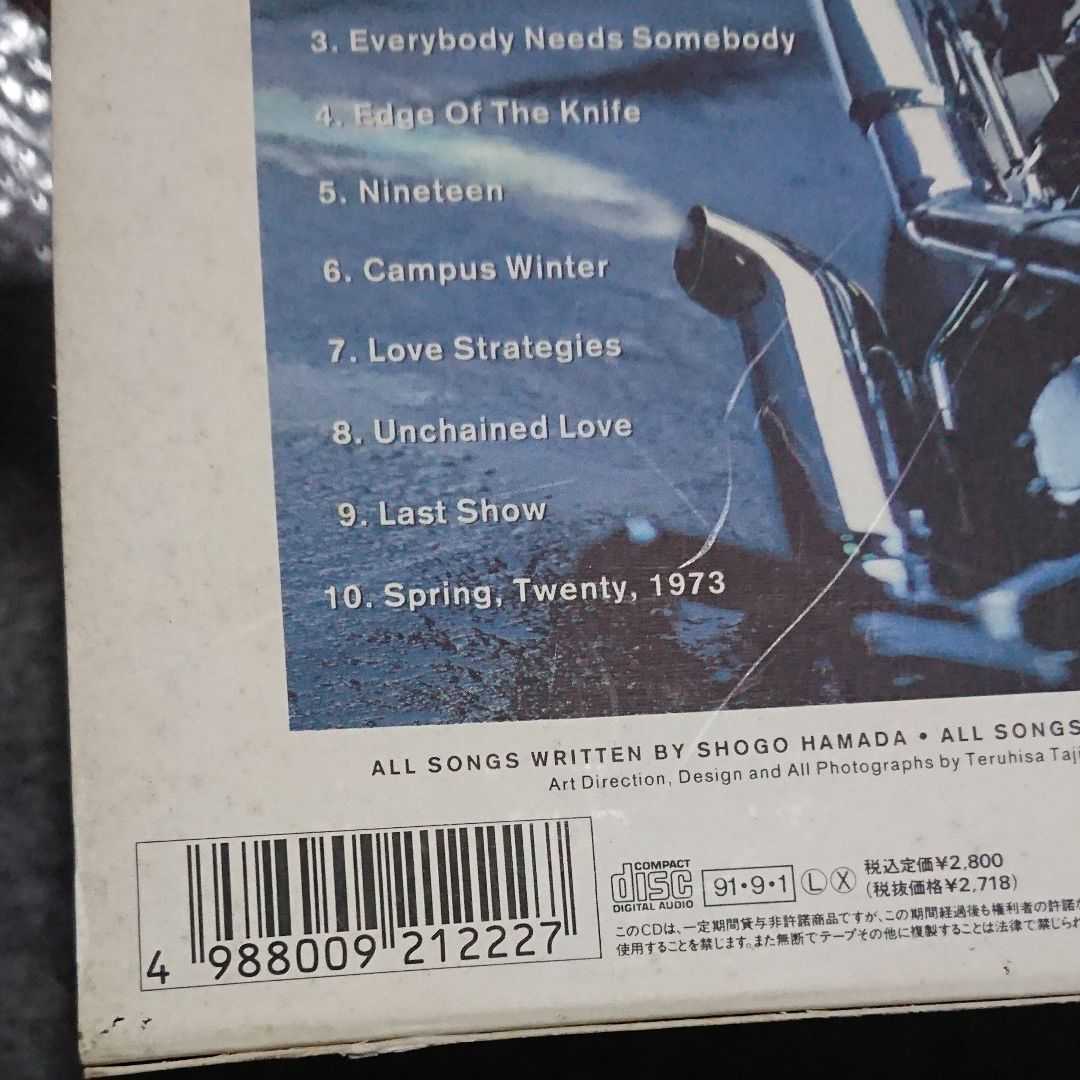 3. Everybody Needs Somebody
4. Edge Of The Knife
5. Nineteen
6. Campus Winter
7. Love Strategies
8. Unchained Love
9. Last Show
10. Spring, Twenty, 1973
ALL SONGS WRITTEN BY SHOGO HAMADA • ALL SONGS
Art Direction, Design and All Photographs by Teruhisa Taji
4 988009 212227
COMPACT
disc
DIGITAL AUDIO
91・9・1
Ⓛ Ⓧ
税込定価¥2,800
(税抜価格¥2,718)
このCDは、一定期間貸与非許諾商品ですが、この期間経過後も権利者の許諾な
使用することを禁じます。また無断でテープその他に複製することは法律で禁じられ